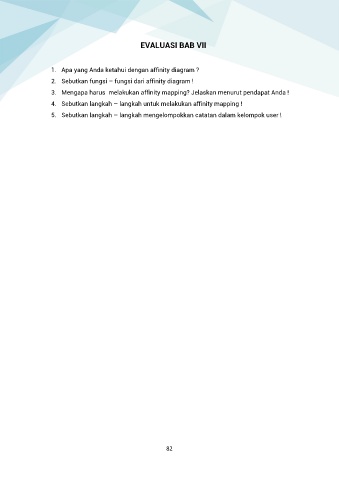 EVALUASI BAB VII
1. Apa yang Anda ketahui dengan affinity diagram ?
2. Sebutkan fungsi – fungsi dari affinity diagram !
3. Mengapa harus melakukan affinity mapping? Jelaskan menurut pendapat Anda !
4. Sebutkan langkah – langkah untuk melakukan affinity mapping !
5. Sebutkan langkah – langkah mengelompokkan catatan dalam kelompok user !
82